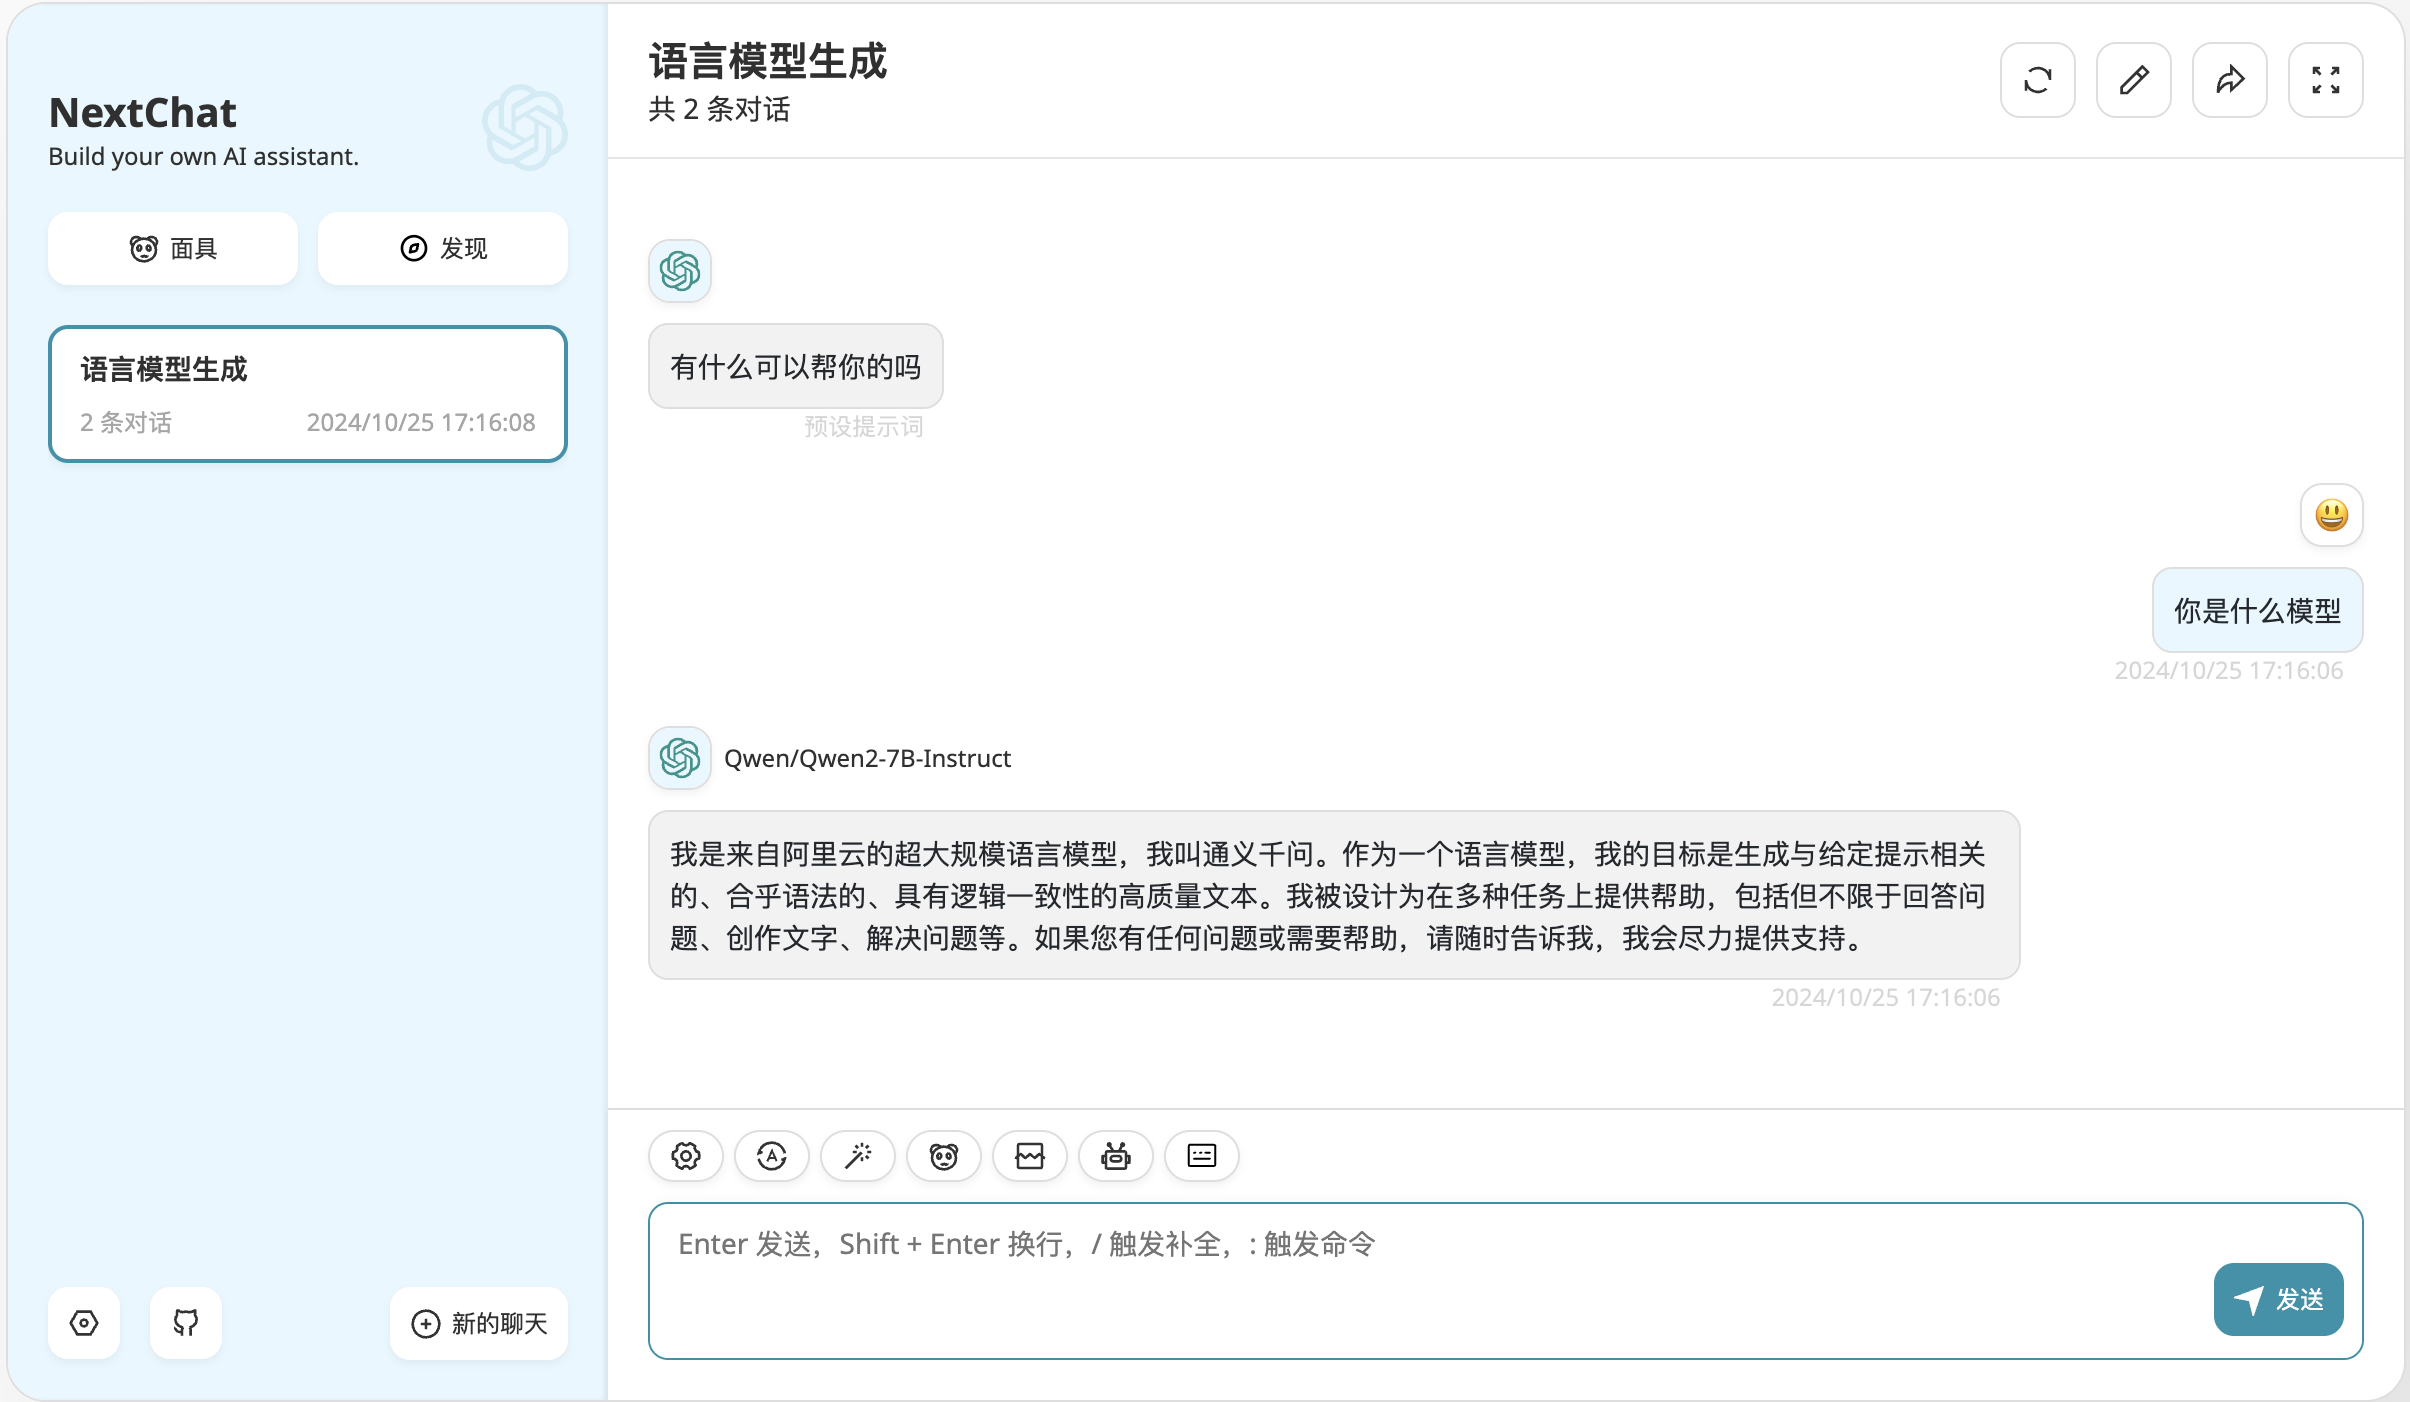 NextChat
Build your own AI assistant.
面具
发现
语言模型生成
2 条对话
2024/10/25 17:16:08
新的聊天
语言模型生成
共 2 条对话
有什么可以帮你的吗
预设提示词
你是什么模型
2024/10/25 17:16:06
Qwen/Qwen2-7B-Instruct
我是来自阿里云的超大规模语言模型，我叫通义千问。作为一个语言模型，我的目标是生成与给定提示相关
的、合乎语法的、具有逻辑一致性的高质量文本。我被设计为在多种任务上提供帮助，包括但不限于回答问
题、创作文字、解决问题等。如果您有任何问题或需要帮助，请随时告诉我，我会尽力提供支持。
2024/10/25 17:16:06
Enter 发送，Shift + Enter 换行，/ 触发补全，: 触发命令
发送